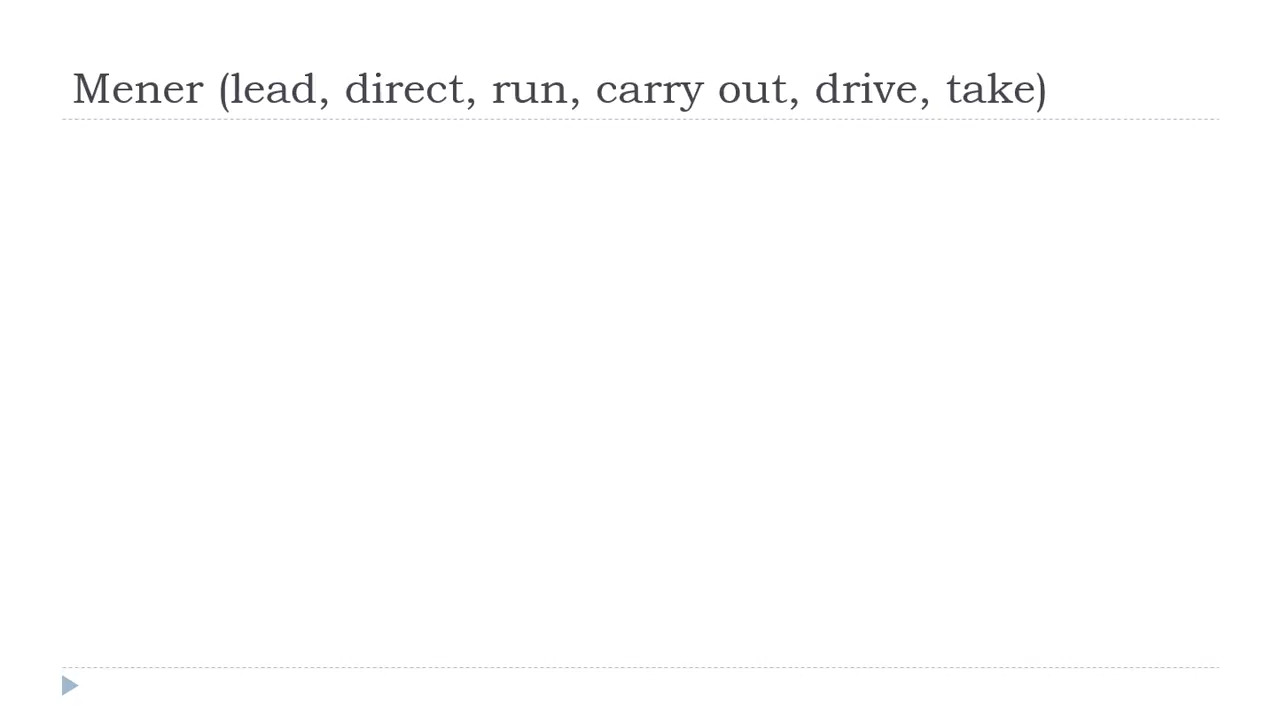 Mener (lead, direct, run, carry out, drive, take)